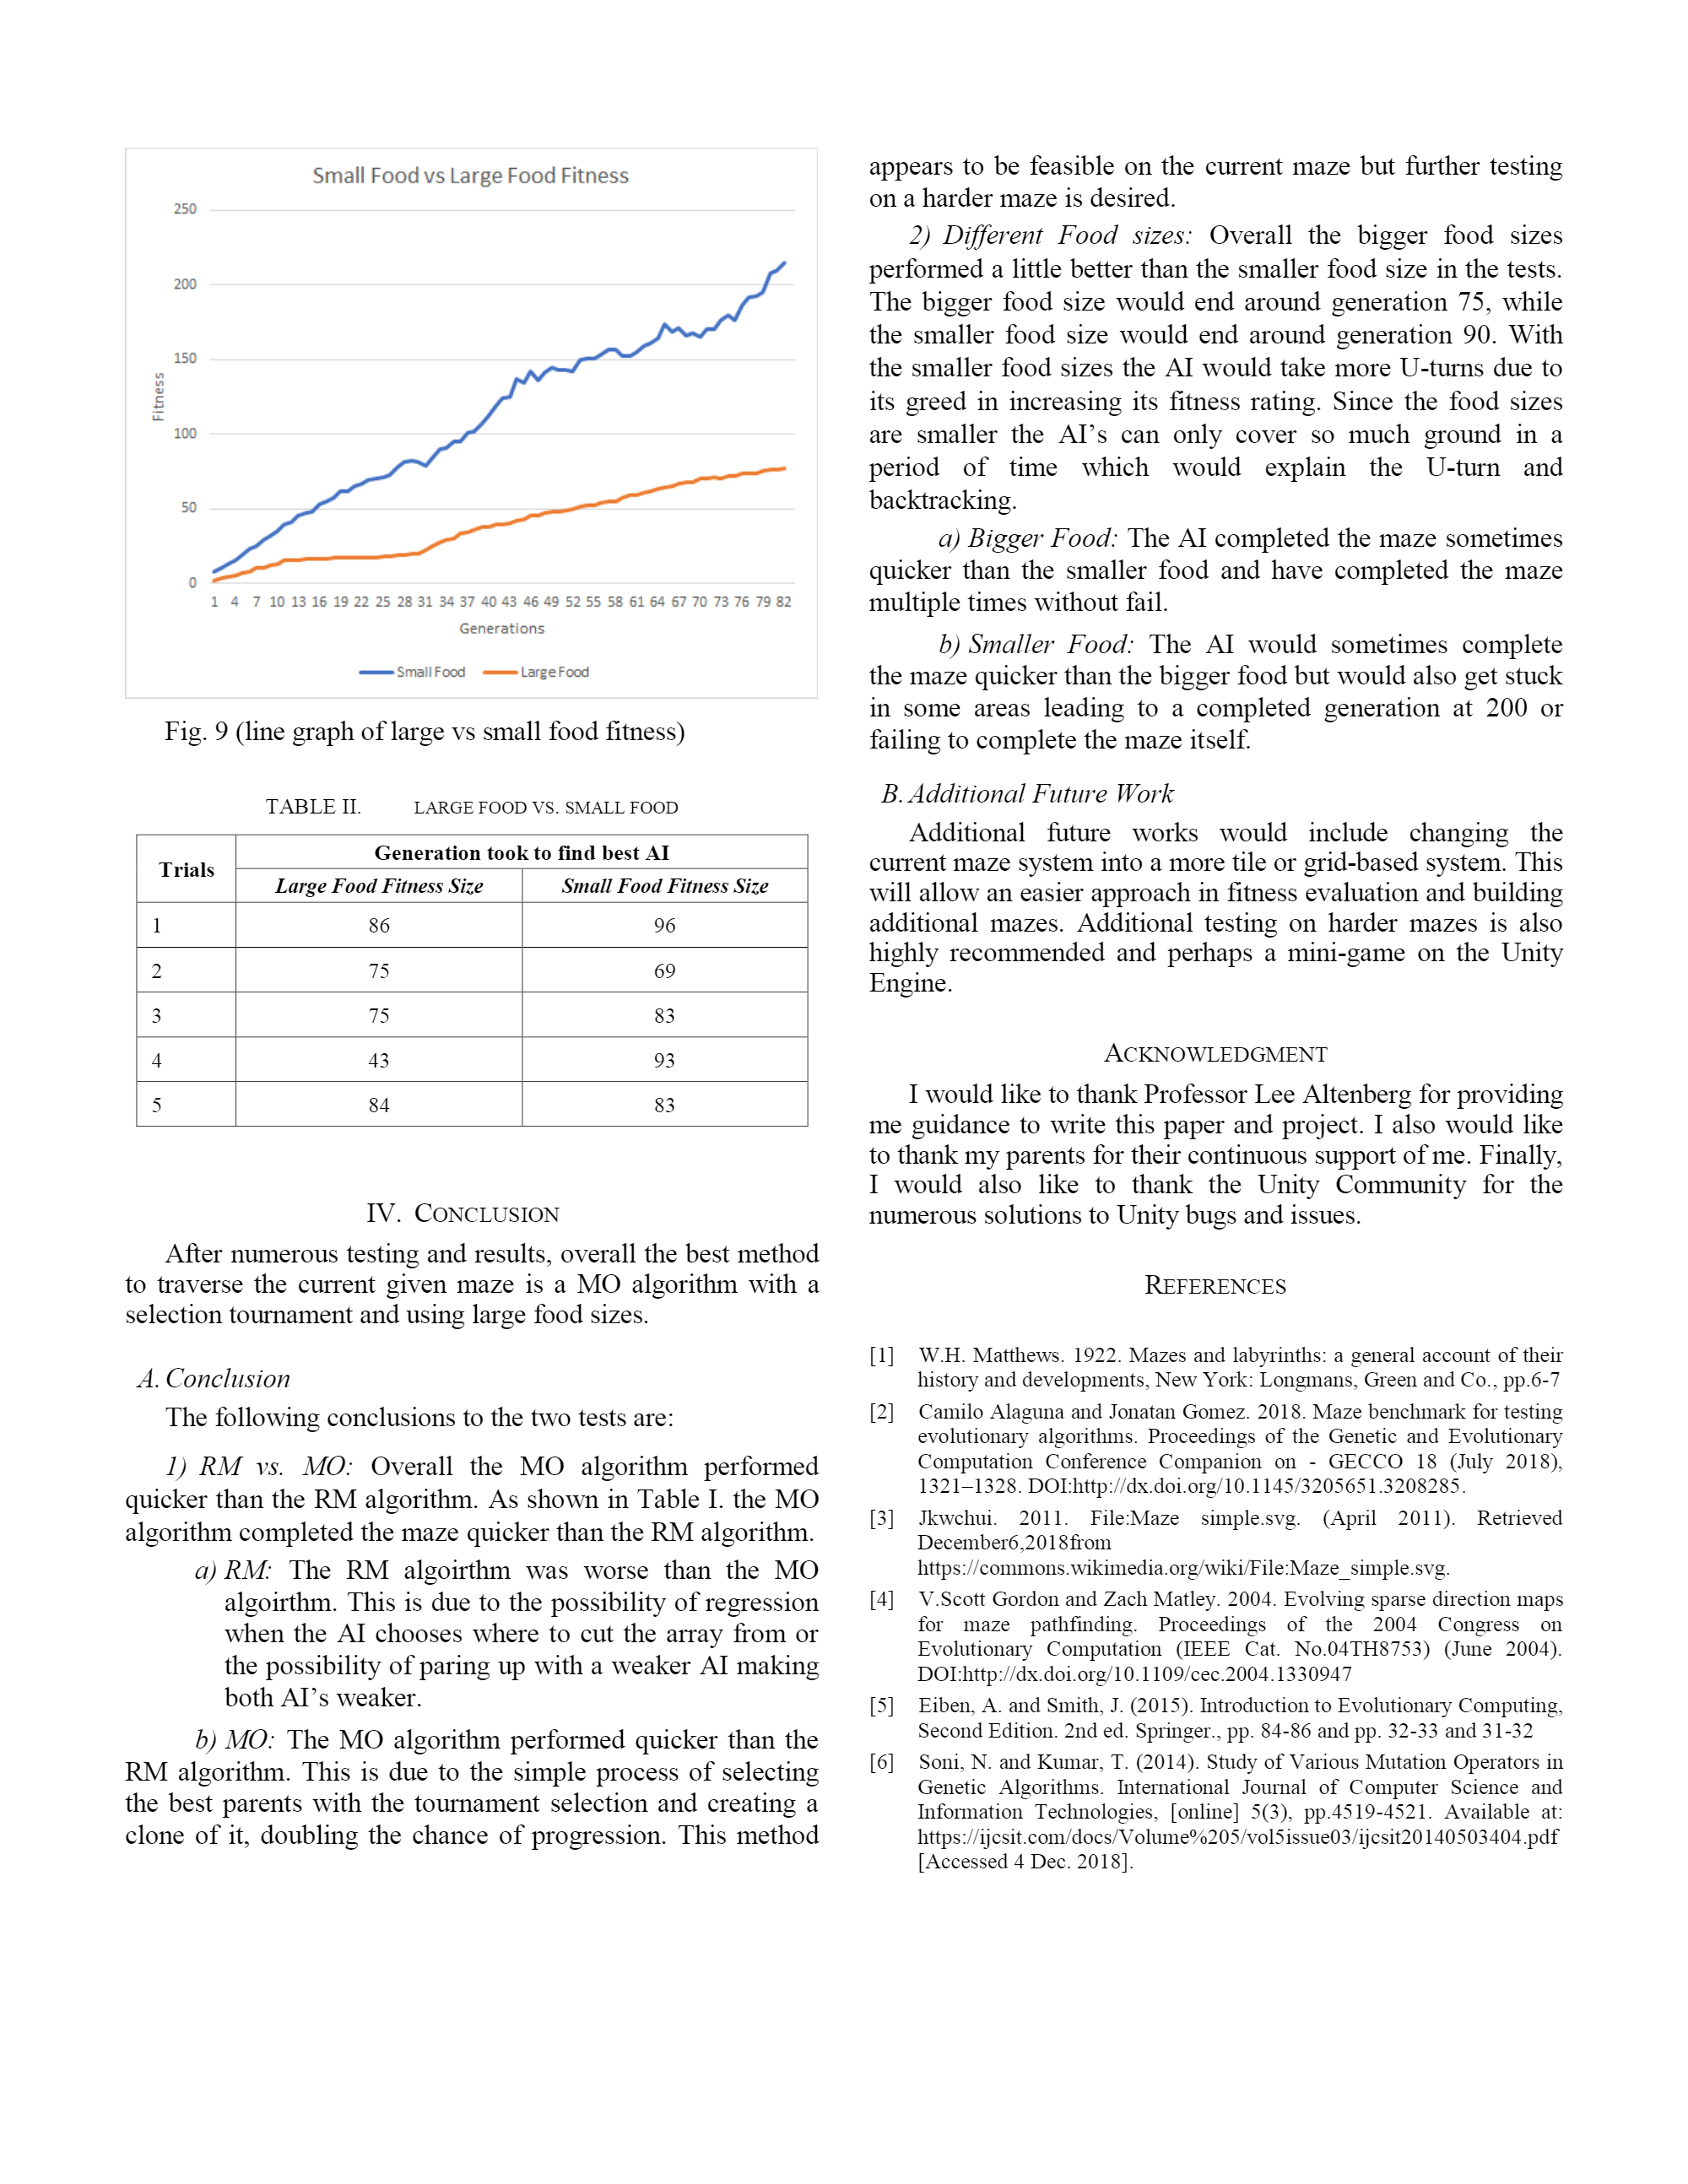 Small Food vs Large Food Fitness
250
200
150
100
50
0
Fitness
1 4 7 10 13 16 19 22 25 28 31 34 37 40 43 46 49 52 55 58 61 64 67 70 73 76 79 82
Generations
Small Food Large Food
Fig. 9 (line graph of large vs small food fitness)
TABLE II. LARGE FOOD VS. SMALL FOOD
Trials
Generation took to find best AI
Large Food Fitness Size Small Food Fitness Size
1 86 96
2 75 69
3 75 83
4 43 93
5 84 83
IV. CONCLUSION
After numerous testing and results, overall the best method
to traverse the current given maze is a MO algorithm with a
selection tournament and using large food sizes.
A. Conclusion
The following conclusions to the two tests are:
1) RM vs. MO: Overall the MO algorithm performed
quicker than the RM algorithm. As shown in Table I. the MO
algorithm completed the maze quicker than the RM algorithm.
a) RM: The RM algoirthm was worse than the MO
algoirthm. This is due to the possibility of regression
when the AI chooses where to cut the array from or
the possibility of paring up with a weaker AI making
both AI's weaker.
b) MO: The MO algorithm performed quicker than the
RM algorithm. This is due to the simple process of selecting
the best parents with the tournament selection and creating a
clone of it, doubling the chance of progression. This method
appears to be feasible on the current maze but further testing
on a harder maze is desired.
2) Different Food sizes: Overall the bigger food sizes
performed a little better than the smaller food size in the tests.
The bigger food size would end around generation 75, while
the smaller food size would end around generation 90. With
the smaller food sizes the AI would take more U-turns due to
its greed in increasing its fitness rating. Since the food sizes
are smaller the AI's can only cover so much ground in a
period of time which would explain the U-turn and
backtracking.
a) Bigger Food: The AI completed the maze sometimes
quicker than the smaller food and have completed the maze
multiple times without fail.
b) Smaller Food: The AI would sometimes complete
the maze quicker than the bigger food but would also get stuck
in some areas leading to a completed generation at 200 or
failing to complete the maze itself.
B. Additional Future Work
Additional future works would include changing the
current maze system into a more tile or grid-based system. This
will allow an easier approach in fitness evaluation and building
additional mazes. Additional testing on harder mazes is also
highly recommended and perhaps a mini-game on the Unity
Engine.
ACKNOWLEDGMENT
I would like to thank Professor Lee Altenberg for providing
me guidance to write this paper and project. I also would like
to thank my parents for their continuous support of me. Finally,
I would also like to thank the Unity Community for the
numerous solutions to Unity bugs and issues.
REFERENCES
[1] W.H. Matthews. 1922. Mazes and labyrinths: a general account of their
history and developments, New York: Longmans, Green and Co., pp.6-7
[2] Camilo Alaguna and Jonatan Gomez. 2018. Maze benchmark for testing
evolutionary algorithms. Proceedings of the Genetic and Evolutionary
Computation Conference Companion on - GECCO 18 (July 2018),
1321–1328. DOI:http://dx.doi.org/10.1145/3205651.3208285.
[3] Jkwchui. 2011. File:Maze simple.svg. (April 2011). Retrieved
December6,2018from
https://commons.wikimedia.org/wiki/File:Maze_simple.svg.
[4] V.Scott Gordon and Zach Matley. 2004. Evolving sparse direction maps
for maze pathfinding. Proceedings of the 2004 Congress on
Evolutionary Computation (IEEE Cat. No.04TH8753) (June 2004).
DOI:http://dx.doi.org/10.1109/cec.2004.1330947
[5] Eiben, A. and Smith, J. (2015). Introduction to Evolutionary Computing,
Second Edition. 2nd ed. Springer., pp. 84-86 and pp. 32-33 and 31-32
[6] Soni, N. and Kumar, T. (2014). Study of Various Mutation Operators in
Genetic Algorithms. International Journal of Computer Science and
Information Technologies, [online] 5(3), pp.4519-4521. Available at:
https://ijcsit.com/docs/Volume%205/vol5issue03/ijcsit20140503404.pdf
[Accessed 4 Dec. 2018].